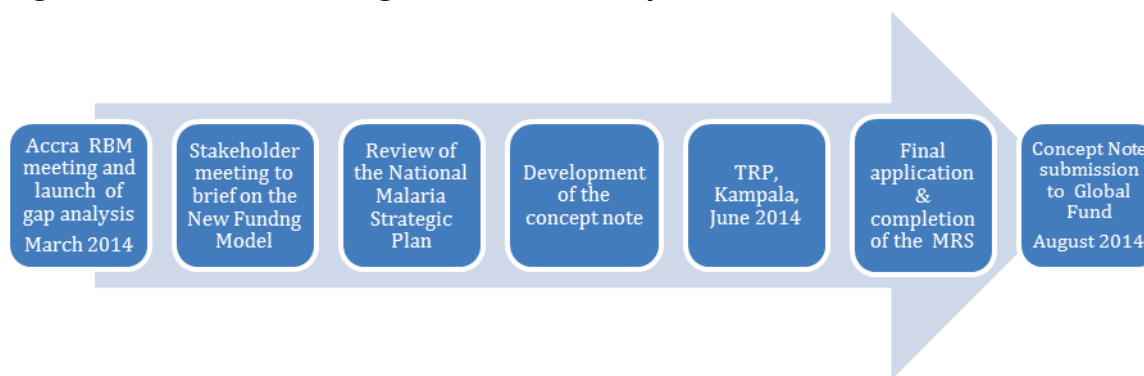 Accra RBM
meeting and
launch of
gap analysis
March 2014
Stakeholder
meeting to
brief on the
New Fundng
Model
Review of
the National
Malaria
Strategic
Plan
Development
of the
concept note
TRP,
Kampala,
June 2014
Final
application
&
completion
of the MRS
Concept Note
submission
to Global
Fund
August 2014